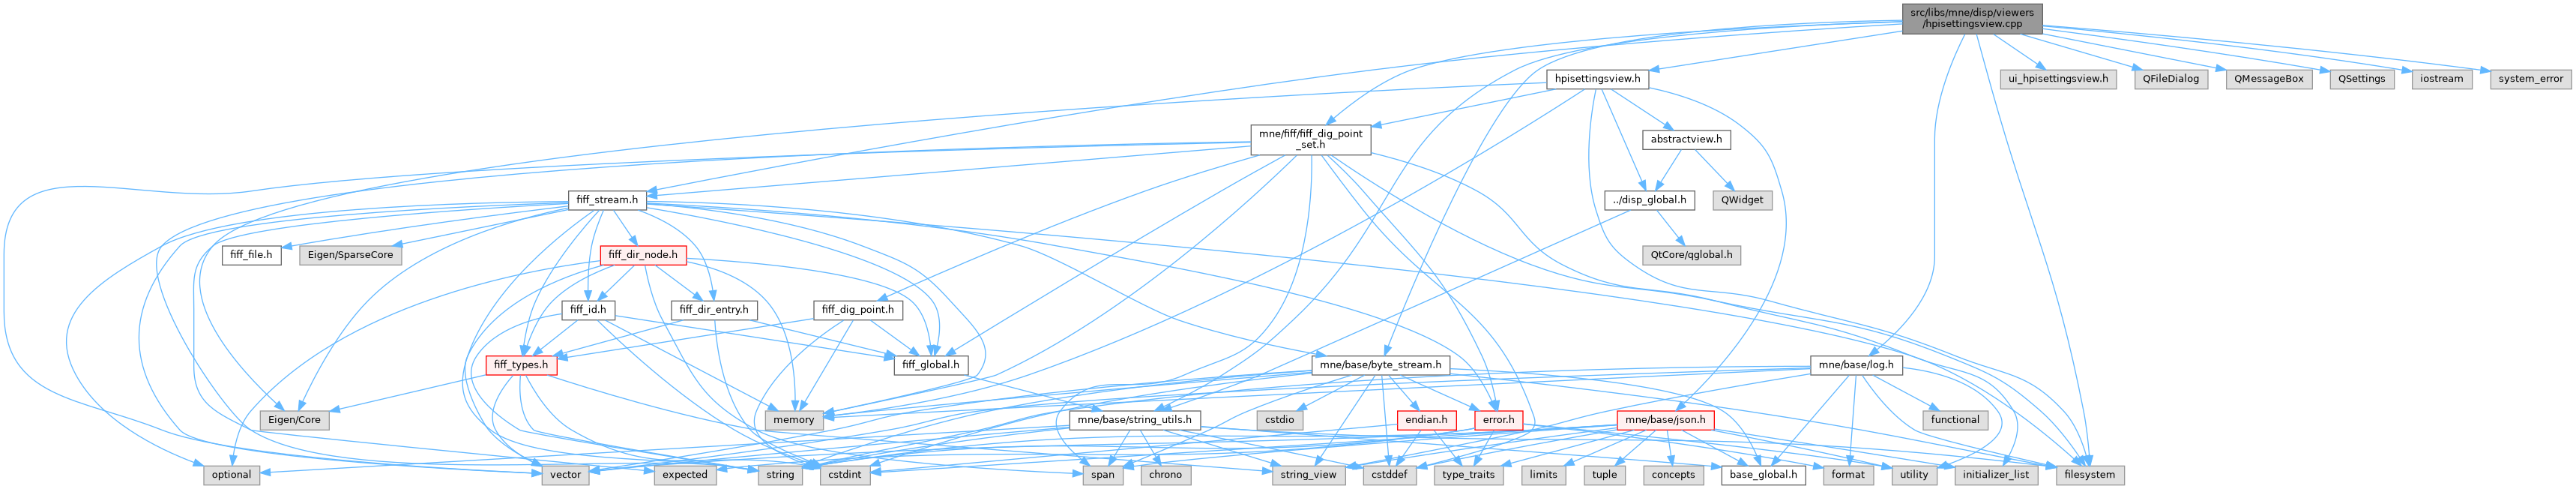 src/libs/mne/disp/viewers
/hpisettingsview.cpp
hpisettingsview.h
ui_hpisettingsview.h
QFileDialog
QMessageBox
QSettings
iostream
system_error
mne/fiff/fiff_dig_point
_set.h
abstractview.h
fiff_stream.h
../disp_global.h
QWidget
fiff_file.h
Eigen/SparseCore
fiff_dir_node.h
QtCore/qglobal.h
fiff_id.h
fiff_dir_entry.h
fiff_dig_point.h
fiff_types.h
fiff_global.h
mne/base/byte_stream.h
mne/base/log.h
Eigen/Core
memory
mne/base/string_utils.h
cstdio
endian.h
error.h
mne/base/json.h
functional
optional
vector
expected
string
cstdint
span
chrono
string_view
cstddef
type_traits
limits
tuple
concepts
base_global.h
format
utility
initializer_list
filesystem